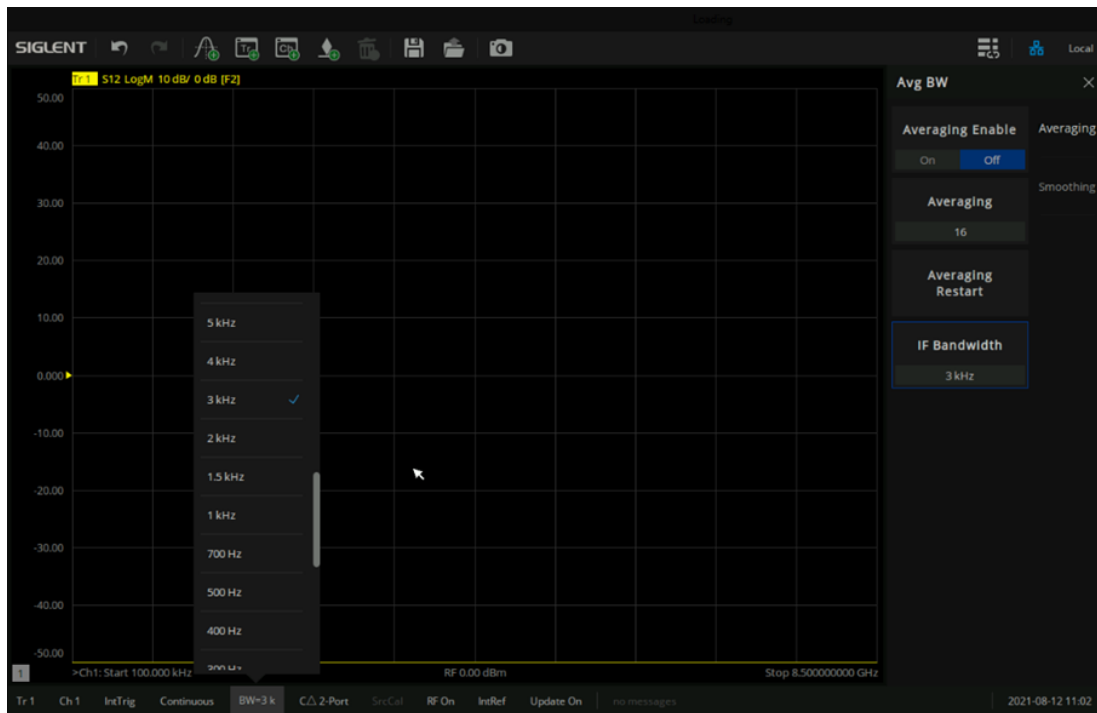 Loading
SIGLENT
Tr
Ch
Local
Tr 1 S12 LogM 10 dB/ 0 dB [F2]
50.00
40.00
30.00
20.00
10.00
0.000
-10.00
-20.00
-30.00
-40.00
-50.00
5 kHz
4 kHz
3 kHz
2 kHz
1.5 kHz
1 kHz
700 Hz
500 Hz
400 Hz
300 Hz
Avg BW
Averaging Enable
On Off
Averaging
16
Averaging
Restart
IF Bandwidth
3 kHz
Averaging
Smoothing
1 >Ch1: Start 100.000 kHz RF 0.00 dBm Stop 8.500000000 GHz
Tr 1 Ch 1 IntTrig Continuous BW=3 k C△ 2-Port SrcCal RF On IntRef Update On no messages 2021-08-12 11:02